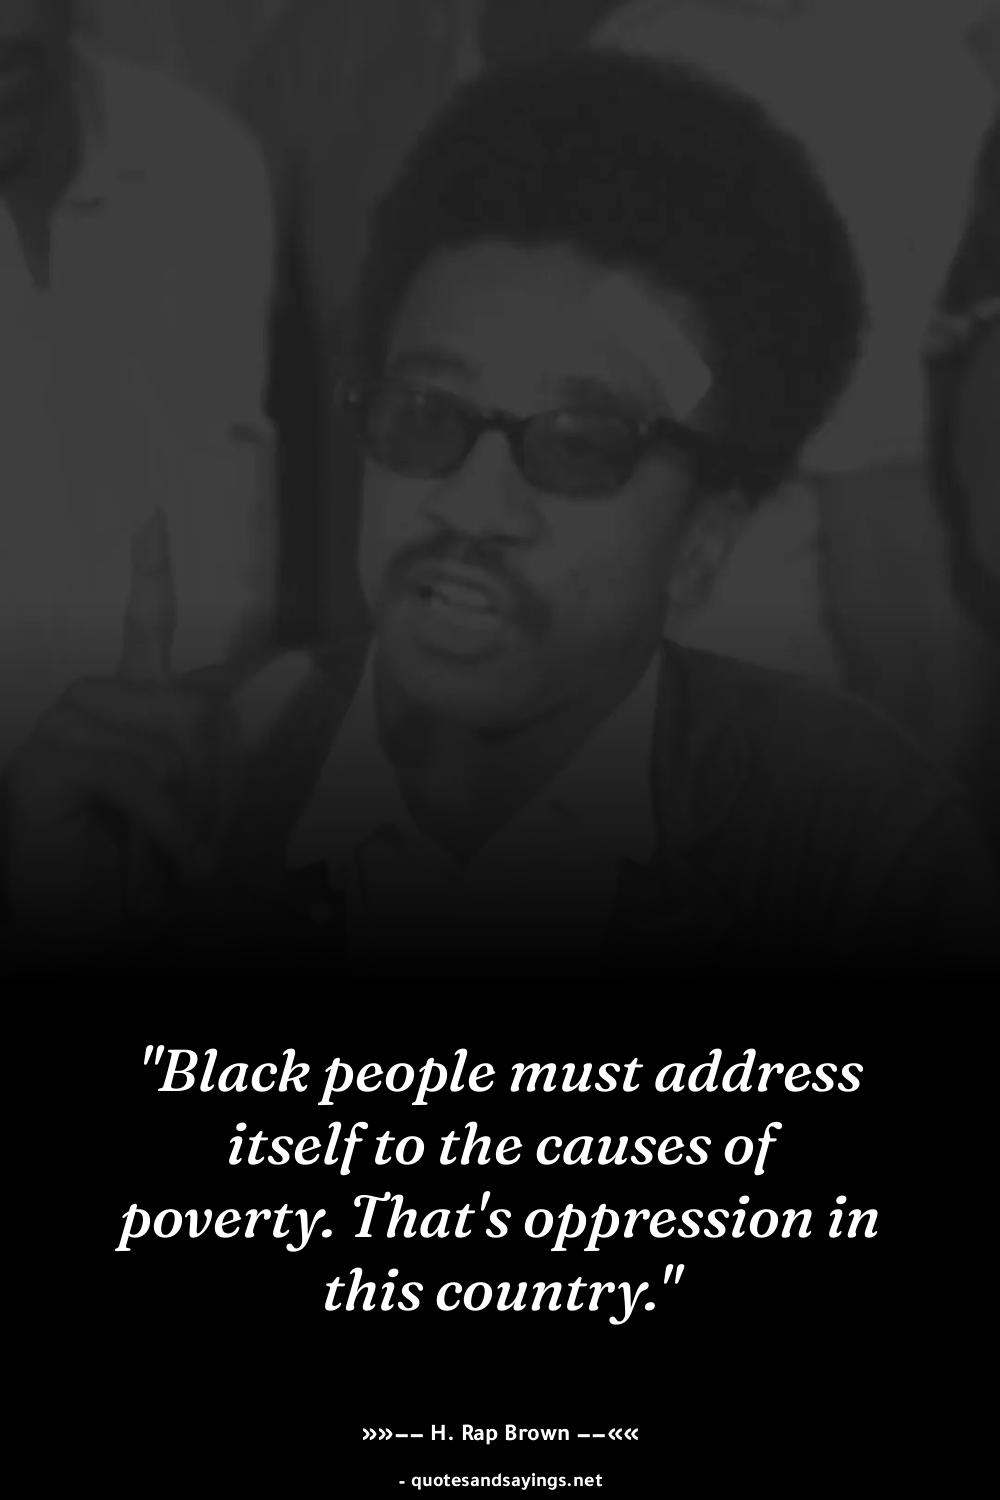 "Black people must address
itself to the causes of
poverty. That's oppression in
this country."
»»−− H. Rap Brown −−««
- quotesandsayings.net